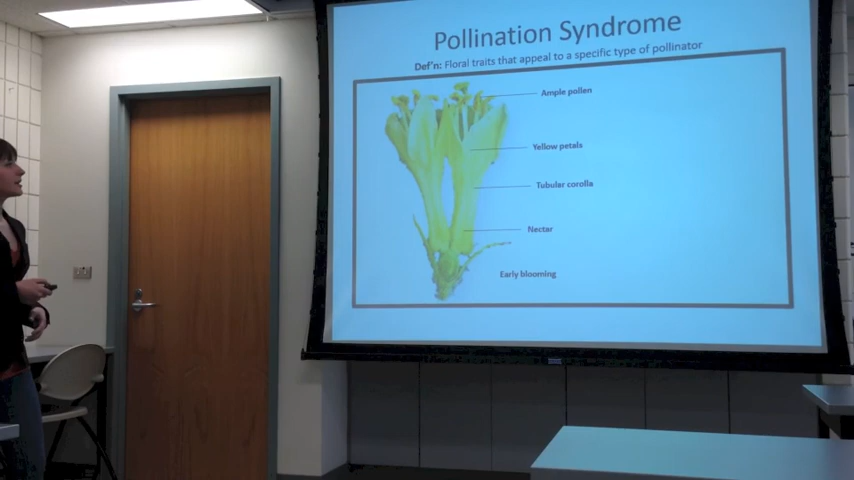 Pollination Syndrome
Def'n: Floral traits that appeal to a specific type of pollinator
Ample pollen
Yellow petals
Tubular corolla
Nectar
Early blooming